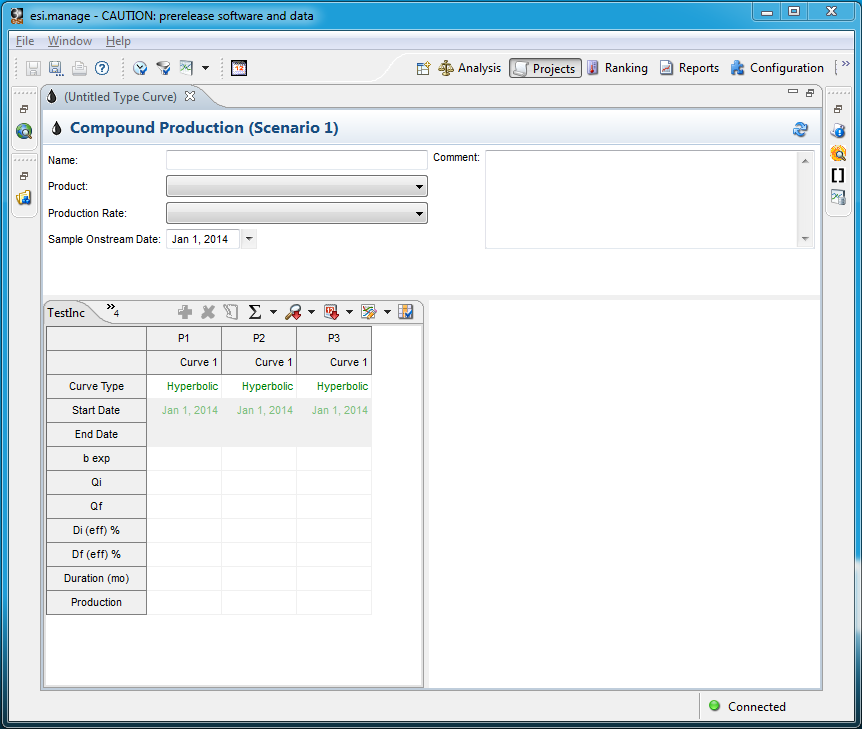 esi.manage - CAUTION: prerelease software and data
File Window Help
12
Analysis Projects Ranking Reports Configuration
(Untitled Type Curve)
Compound Production (Scenario 1)
Name:
Comment:
Product:
Production Rate:
Sample Onstream Date: Jan 1, 2014
TestInc
4
P1 P2 P3
Curve 1 Curve 1 Curve 1
Curve Type Hyperbolic Hyperbolic Hyperbolic
Start Date Jan 1, 2014 Jan 1, 2014 Jan 1, 2014
End Date
b exp
Qi
Qf
Di (eff) %
Df (eff) %
Duration (mo)
Production
Connected